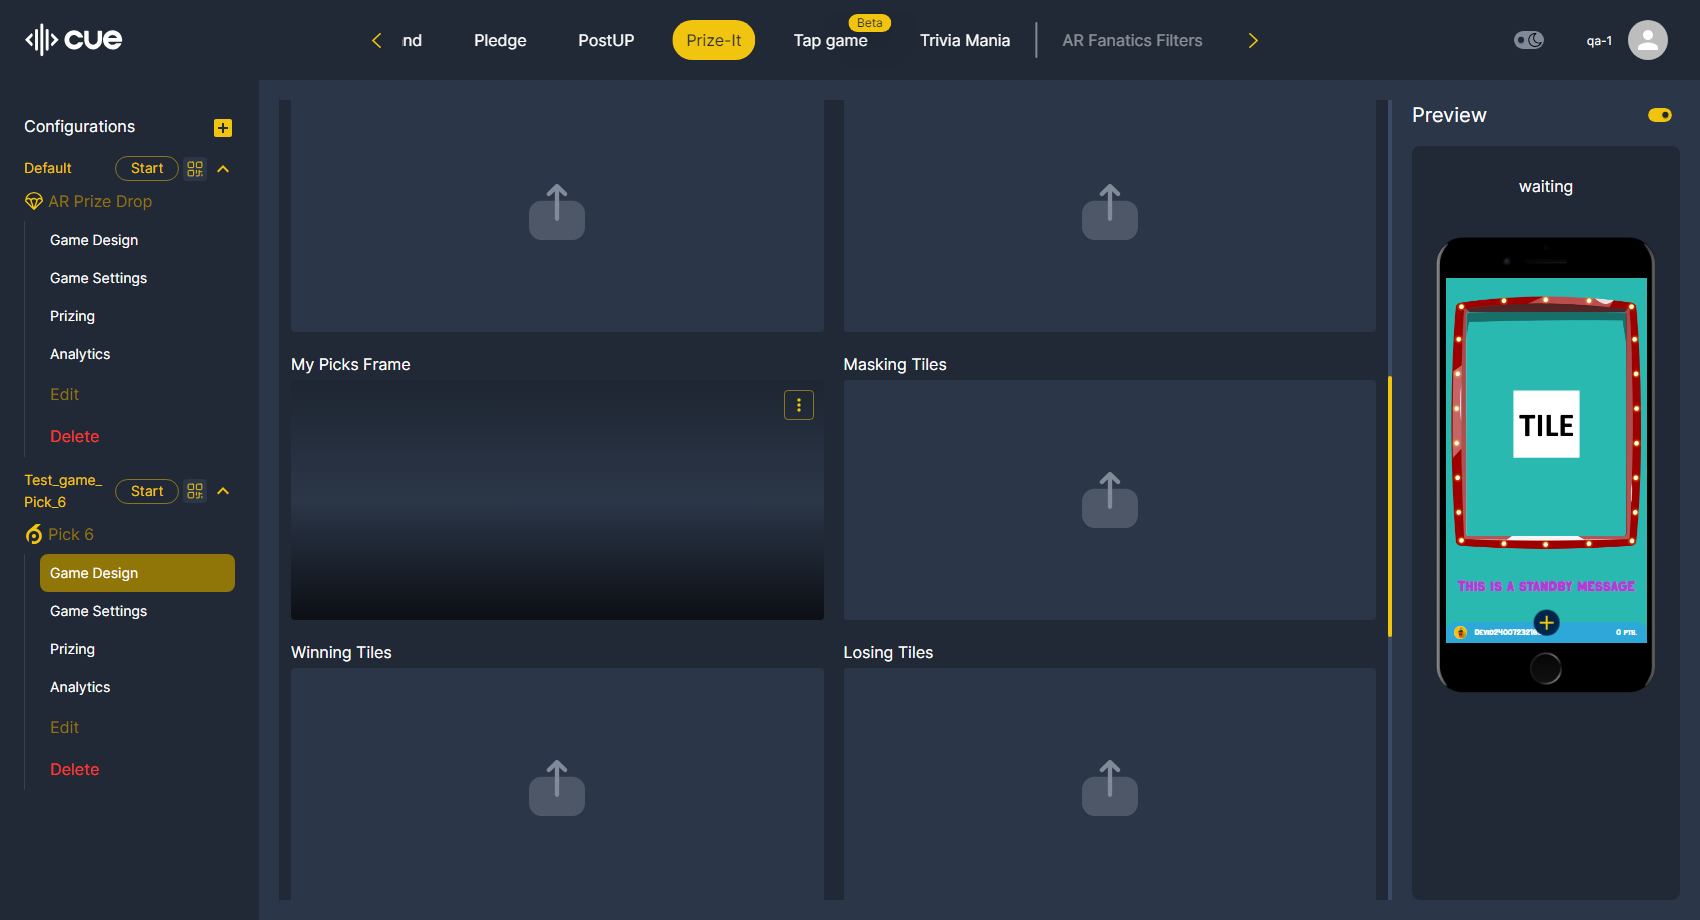 cue
nd
Pledge
PostUP
Prize-It
Tap game
Beta
Trivia Mania
AR Fanatics Filters
qa-1
Configurations
Default
Start
AR Prize Drop
Game Design
Game Settings
Prizing
Analytics
Edit
Delete
Test_game_
Pick_6
Start
Pick 6
Game Design
Game Settings
Prizing
Analytics
Edit
Delete
My Picks Frame
Masking Tiles
Winning Tiles
Losing Tiles
Preview
waiting
TILE
THIS IS A STANDBY MESSAGE
0 PTS.